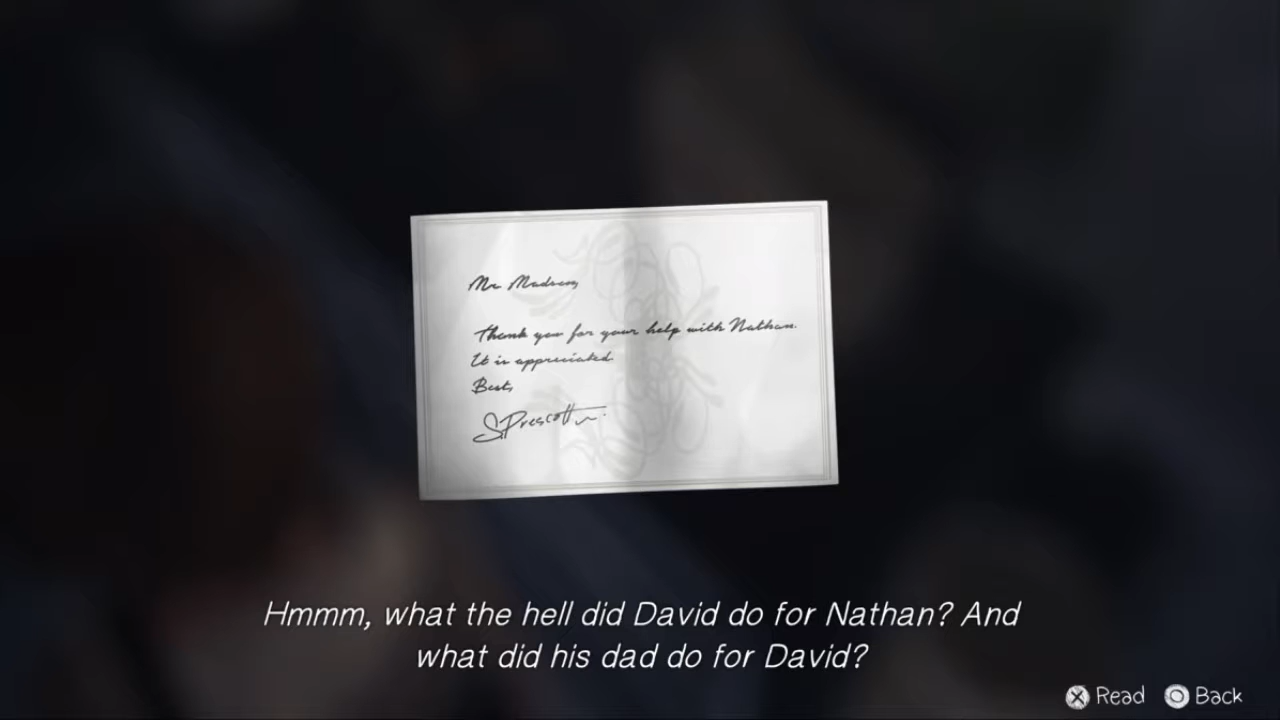 Mr Madsen,
Thank you for your help with Nathan.
It is appreciated.
Best,
S.Prescott
Hmmm, what the hell did David do for Nathan? And
what did his dad do for David?
Read Back